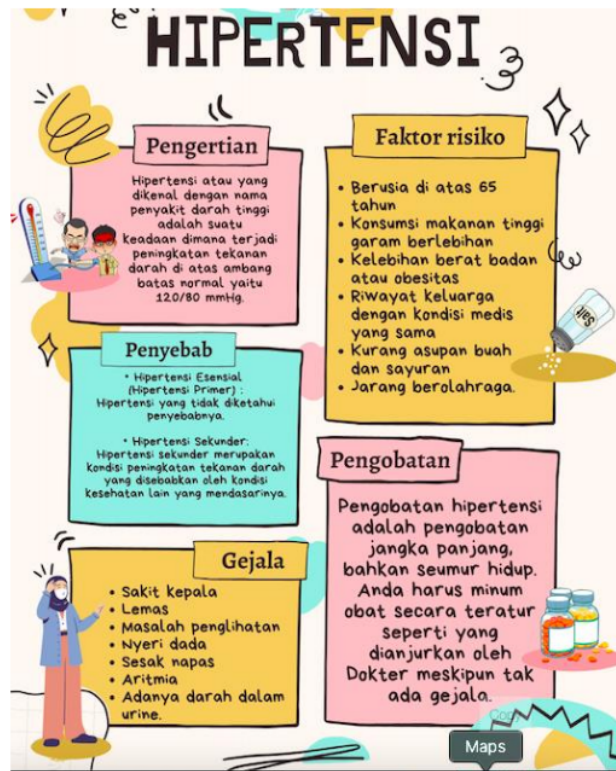 HIPERTENSI
Pengertian
Hipertensi atau yang
dikenal dengan nama
penyakit darah tinggi
adalah suatu
keadaan dimana terjadi
peningkatan tekanan
darah di atas ambang
batas normal yaitu
120/80 mmHg.
Faktor risiko
• Berusia di atas 65
tahun
• Konsumsi makanan tinggi
garam berlebihan
• Kelebihan berat badan
atau obesitas
• Riwayat keluarga
dengan kondisi medis
yang sama
• Kurang asupan buah
dan sayuran
• Jarang berolahraga.
Salt
Penyebab
• Hipertensi Esensial
(Hipertensi Primer) :
Hipertensi yang tidak diketahui
penyebabnya.
• Hipertensi Sekunder:
Hipertensi sekunder merupakan
kondisi peningkatan tekanan darah
yang disebabkan oleh kondisi
kesehatan lain yang mendasarinya.
Pengobatan
Pengobatan hipertensi
adalah pengobatan
jangka panjang,
bahkan seumur hidup.
Anda harus minum
obat secara teratur
seperti yang
dianjurkan oleh
Dokter meskipun tak
ada gejala.
Gejala
• Sakit kepala
• Lemas
• Masalah penglihatan
• Nyeri dada
• Sesak napas
• Aritmia
• Adanya darah dalam
urine.
Copy
Maps